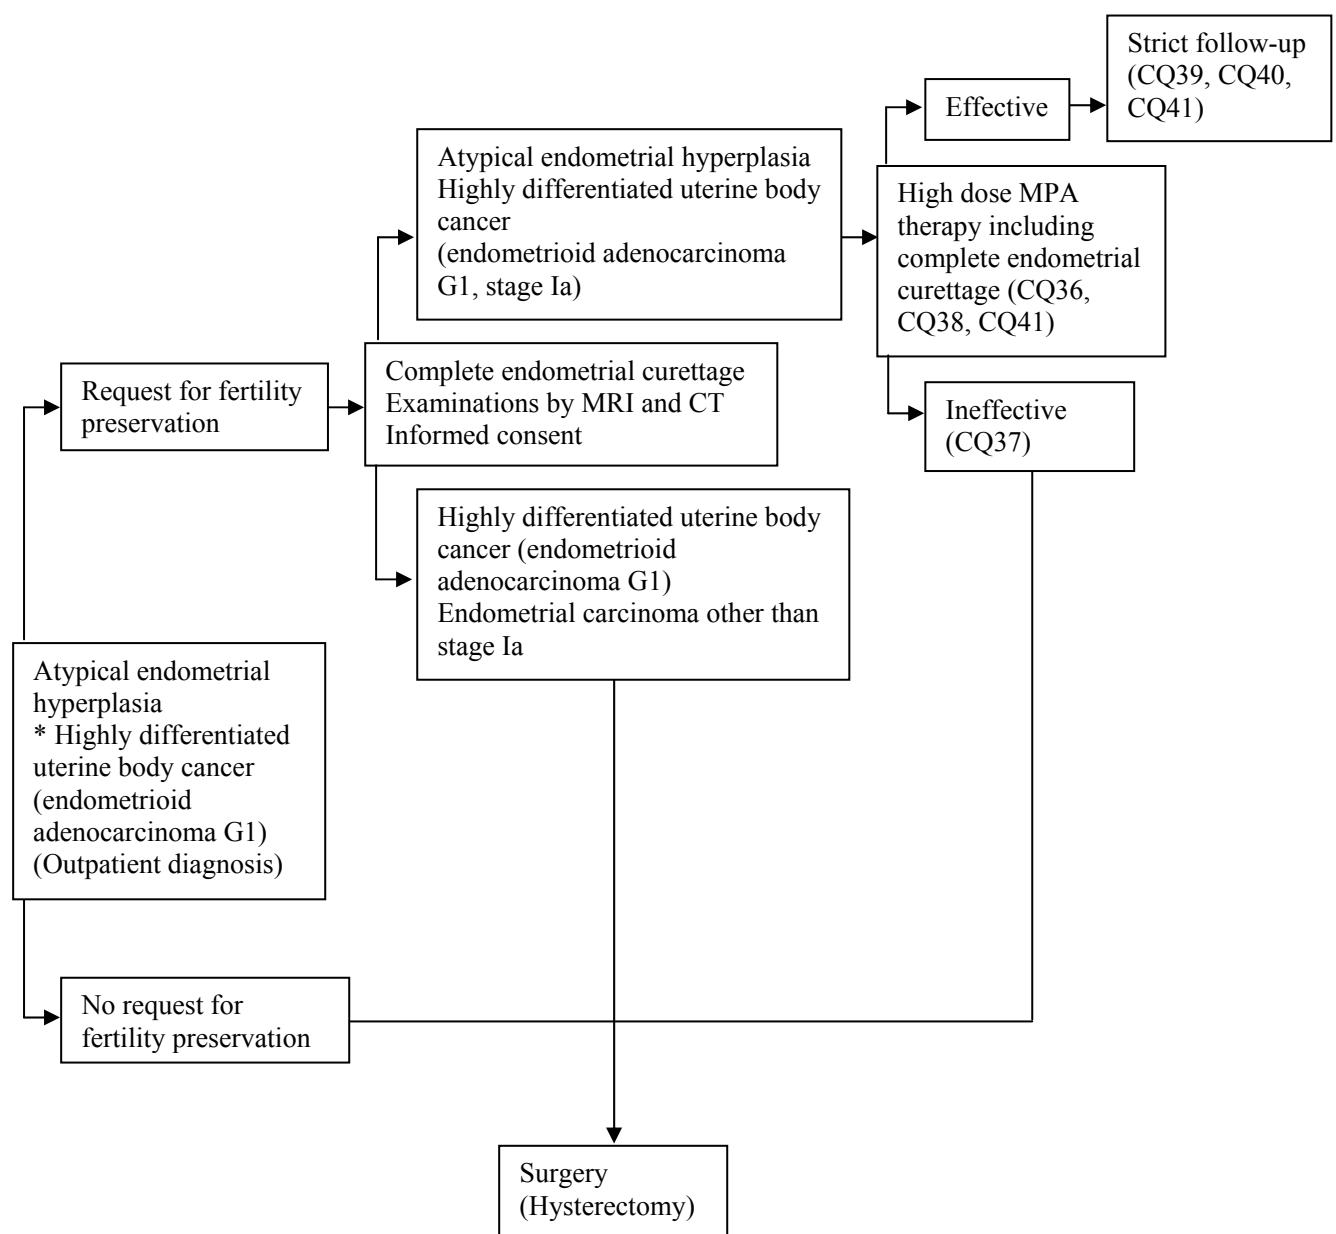 Strict follow-up
(CQ39, CQ40,
CQ41)
Effective
Atypical endometrial hyperplasia
Highly differentiated uterine body
cancer
(endometrioid adenocarcinoma
G1, stage Ia)
High dose MPA
therapy including
complete endometrial
curettage (CQ36,
CQ38, CQ41)
Request for fertility
preservation
Complete endometrial curettage
Examinations by MRI and CT
Informed consent
Ineffective
(CQ37)
Highly differentiated uterine body
cancer (endometrioid
adenocarcinoma G1)
Endometrial carcinoma other than
stage Ia
Atypical endometrial
hyperplasia
* Highly differentiated
uterine body cancer
(endometrioid
adenocarcinoma G1)
(Outpatient diagnosis)
No request for
fertility preservation
Surgery
(Hysterectomy)